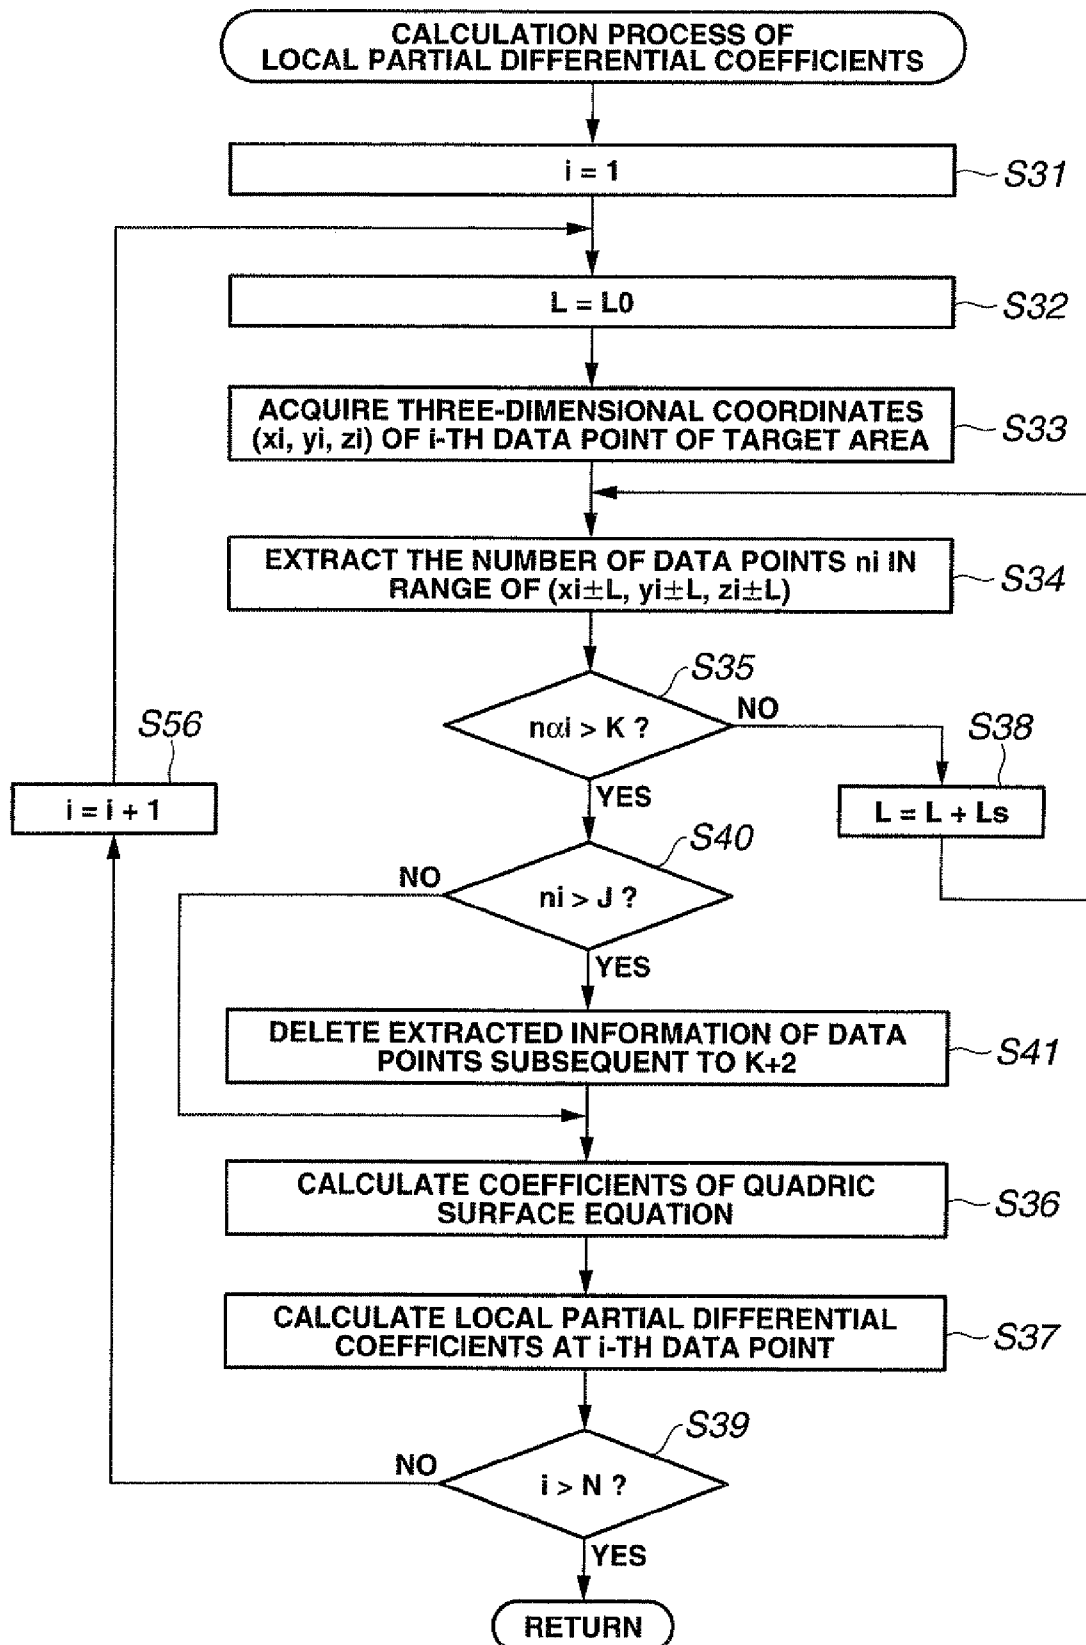 CALCULATION PROCESS OF
LOCAL PARTIAL DIFFERENTIAL COEFFICIENTS
i = 1
S31
L = L0
S32
ACQUIRE THREE-DIMENSIONAL COORDINATES
(xi, yi, zi) OF i-TH DATA POINT OF TARGET AREA
S33
EXTRACT THE NUMBER OF DATA POINTS ni IN
RANGE OF (xi±L, yi±L, zi±L)
S34
S35
nαi > K ?
NO
YES
S38
L = L + Ls
S56
i = i + 1
S40
ni > J ?
NO
YES
DELETE EXTRACTED INFORMATION OF DATA
POINTS SUBSEQUENT TO K+2
S41
CALCULATE COEFFICIENTS OF QUADRIC
SURFACE EQUATION
S36
CALCULATE LOCAL PARTIAL DIFFERENTIAL
COEFFICIENTS AT i-TH DATA POINT
S37
S39
i > N ?
NO
YES
RETURN